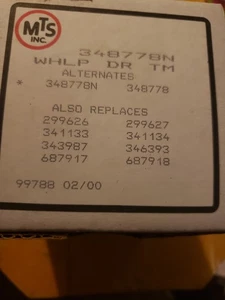 MTS
INC.
348778N
WHLP DR TM
ALTERNATES
* 348778N 348778
ALSO REPLACES
299626 299627
341133 341134
343987 346393
687917 687918
99788 02/00